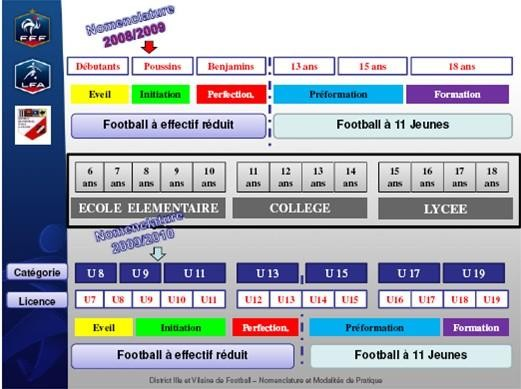 FFF
LFA
Nomenclature
2008/2009
Débutants Poussins Benjamins 13 ans 15 ans 18 ans
Eveil Initiation Perfection, Préformation Formation
Football à effectif réduit Football à 11 Jeunes
6 ans 7 ans 8 ans 9 ans 10 ans 11 ans 12 ans 13 ans 14 ans 15 ans 16 ans 17 ans 18 ans
ECOLE ELEMENTAIRE COLLEGE LYCEE
Nomenclature
2009/2010
Catégorie U 8 U 9 U 11 U 13 U 15 U 17 U 19
Licence U7 U8 U9 U10 U11 U12 U13 U14 U15 U16 U17 U18 U19
Eveil Initiation Perfection, Préformation Formation
Football à effectif réduit Football à 11 Jeunes
District Ille et Vilaine de Football – Nomenclature et Modalités de Pratique